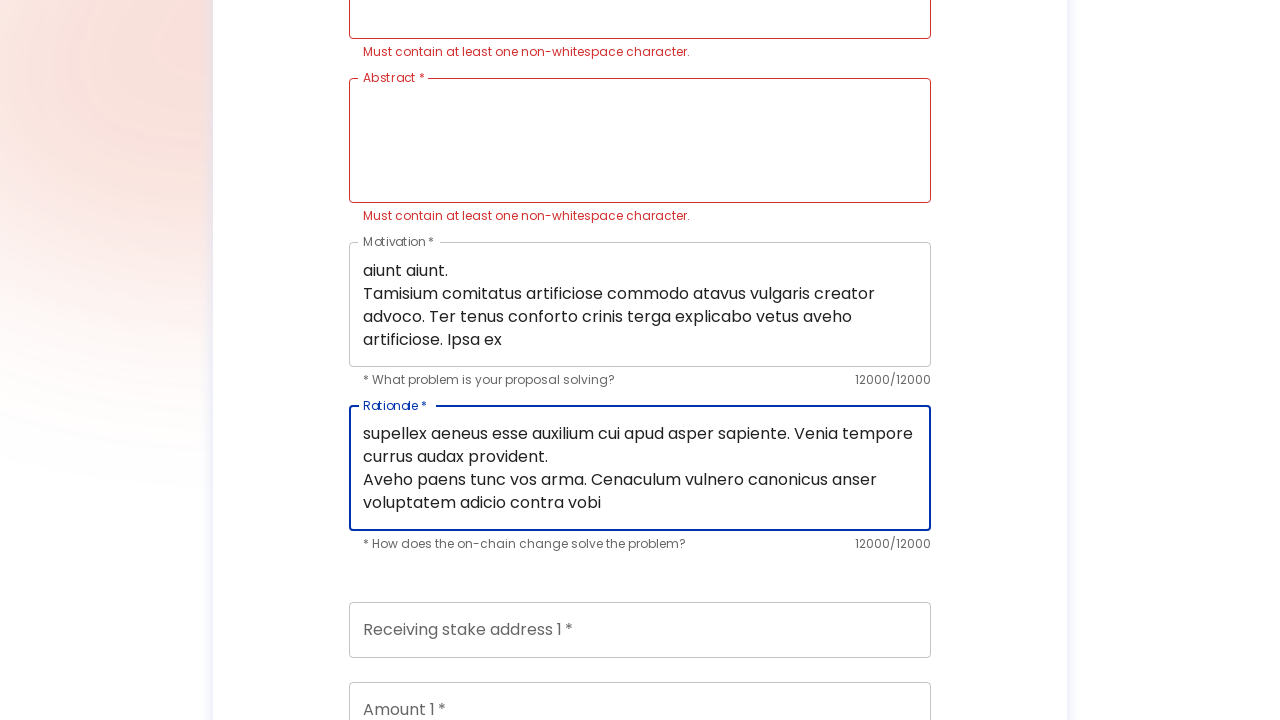 Must contain at least one non-whitespace character.
Abstract *
Must contain at least one non-whitespace character.
Motivation *
aiunt aiunt.
Tamisium comitatus artificiose commodo atavus vulgaris creator
advoco. Ter tenus conforto crinis terga explicabo vetus aveho
artificiose. Ipsa ex
* What problem is your proposal solving?
12000/12000
Rationale *
supellex aeneus esse auxilium cui apud asper sapiente. Venia tempore
currus audax provident.
Aveho paens tunc vos arma. Cenaculum vulnero canonicus anser
voluptatem adicio contra vobi
* How does the on-chain change solve the problem?
12000/12000
Receiving stake address 1 *
Amount 1 *